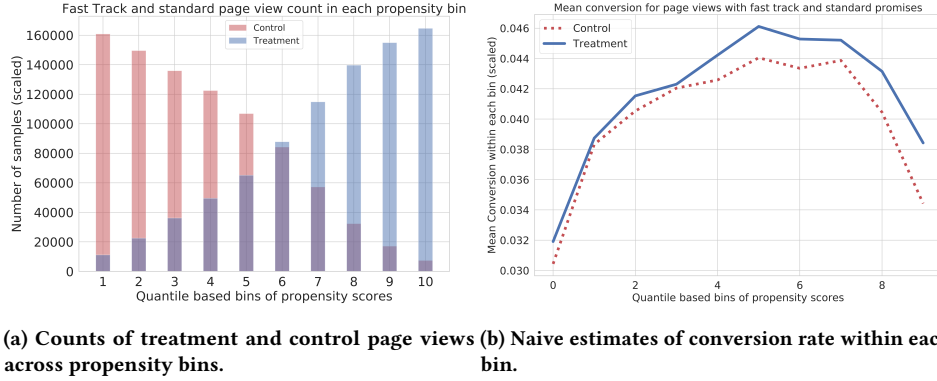 Fast Track and standard page view count in each propensity bin
Control
Treatment
160000
140000
120000
100000
80000
60000
40000
20000
0
Number of samples (scaled)
1 2 3 4 5 6 7 8 9 10
Quantile based bins of propensity scores
(a) Counts of treatment and control page views
across propensity bins.
Mean conversion for page views with fast track and standard promises
Control
Treatment
0.046
0.044
0.042
0.040
0.038
0.036
0.034
0.032
0.030
Mean Conversion within each bin (scaled)
0 2 4 6 8
Quantile based bins of propensity scores
(b) Naive estimates of conversion rate within eac
bin.